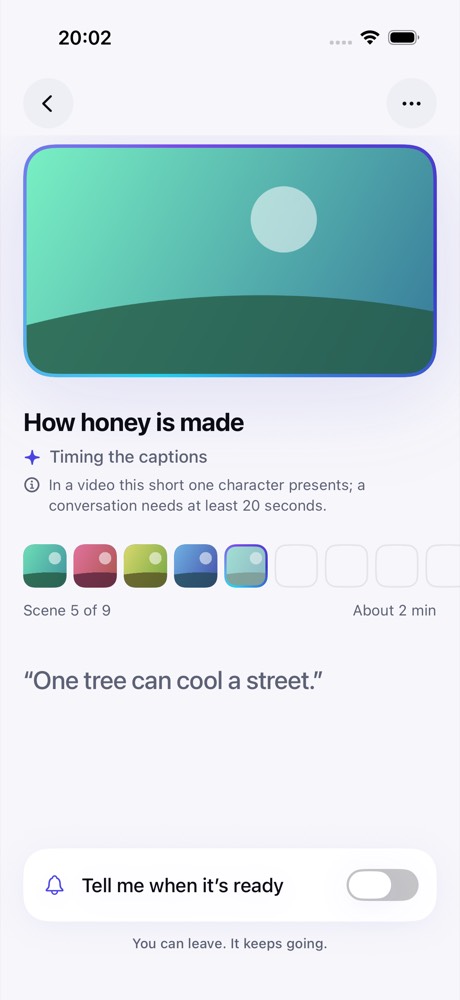 20:02
How honey is made
Timing the captions
In a video this short one character presents; a
conversation needs at least 20 seconds.
Scene 5 of 9
About 2 min
“One tree can cool a street.”
Tell me when it’s ready
You can leave. It keeps going.